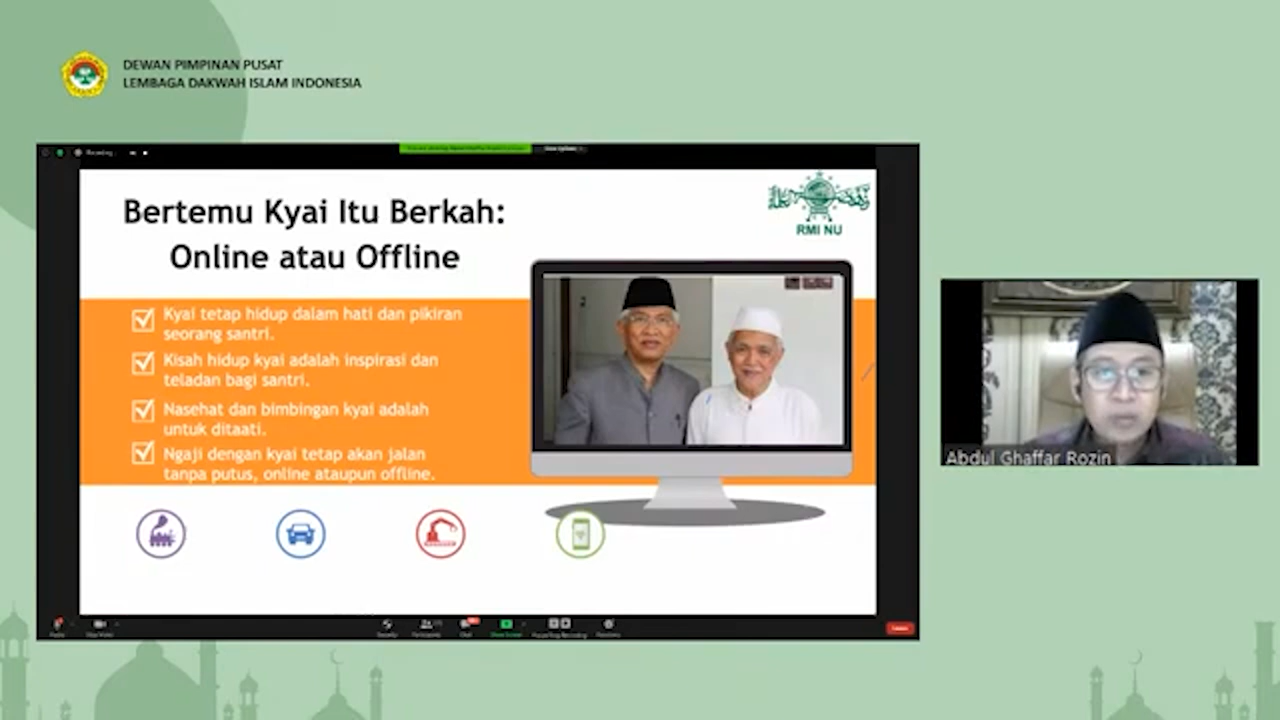 DEWAN PIMPINAN PUSAT
LEMBAGA DAKWAH ISLAM INDONESIA
Recording
Bertemu Kyai Itu Berkah:
Online atau Offline
RMI NU
Kyai tetap hidup dalam hati dan pikiran
seorang santri.
Kisah hidup kyai adalah inspirasi dan
teladan bagi santri.
Nasehat dan bimbingan kyai adalah
untuk ditaati.
Ngaji dengan kyai tetap akan jalan
tanpa putus, online ataupun offline.
Abdul Ghaffar Rozin